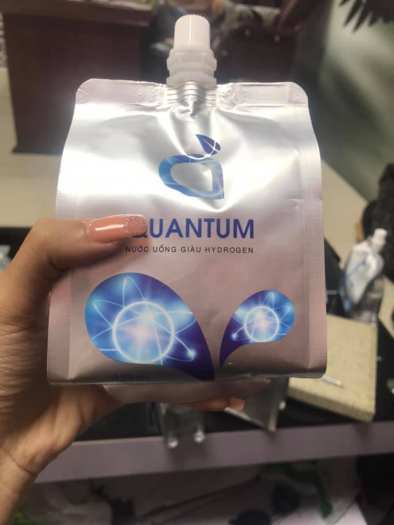 QUANTUM
NƯỚC UỐNG GIÀU HYDROGEN